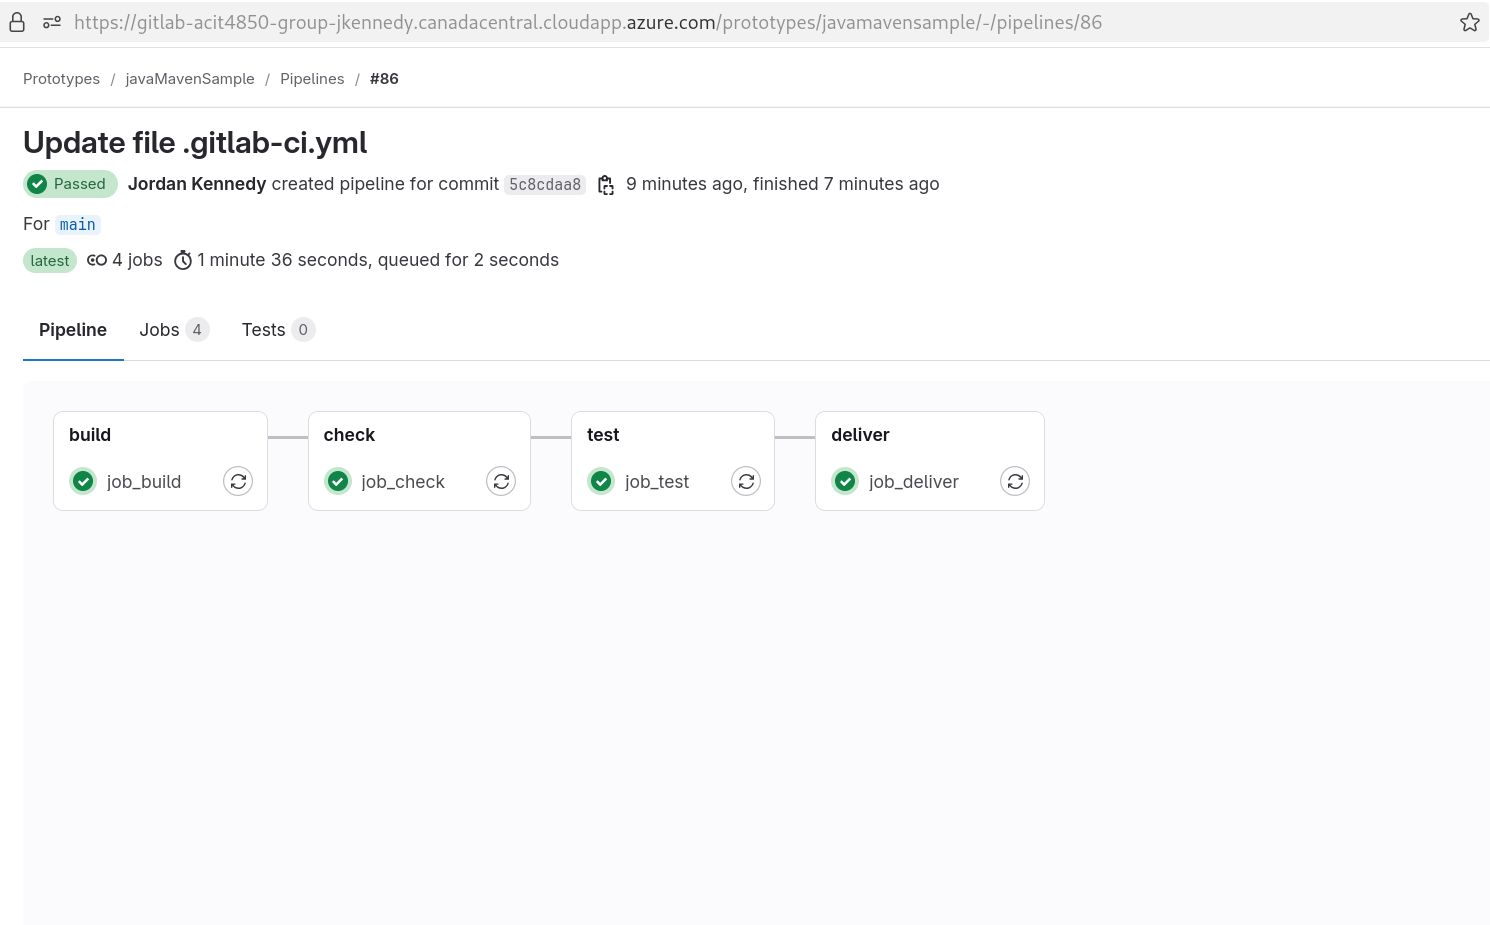 https://gitlab-acit4850-group-jkennedy.canadacentral.cloudapp.azure.com/prototypes/javamavensample/-/pipelines/86
Prototypes / javaMavenSample / Pipelines / #86
Update file .gitlab-ci.yml
Passed Jordan Kennedy created pipeline for commit 5c8cdaa8 9 minutes ago, finished 7 minutes ago
For main
latest 4 jobs 1 minute 36 seconds, queued for 2 seconds
Pipeline Jobs 4 Tests 0
build check test deliver
job_build job_check job_test job_deliver